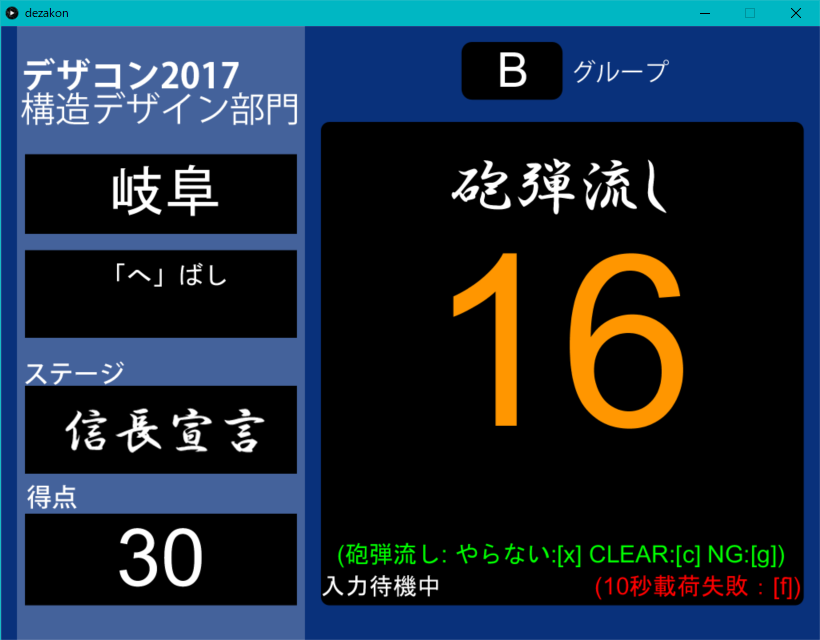 dezakon
デザコン2017
構造デザイン部門
岐阜
「へ」ばし
ステージ
信長宣言
得点
30
B グループ
砲弾流し
16
(砲弾流し: やらない:[x] CLEAR:[c] NG:[g])
入力待機中 (10秒載荷失敗：[f])